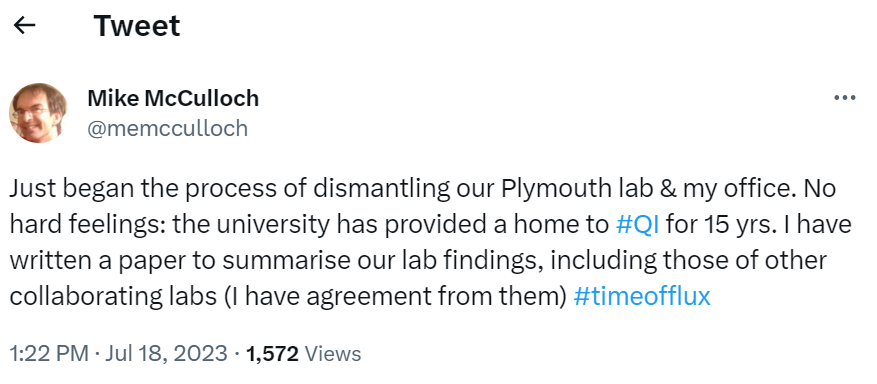 Tweet
Mike McCulloch
@memcculloch
Just began the process of dismantling our Plymouth lab & my office. No
hard feelings: the university has provided a home to #QI for 15 yrs. I have
written a paper to summarise our lab findings, including those of other
collaborating labs (I have agreement from them) #timeofflux
1:22 PM · Jul 18, 2023 · 1,572 Views